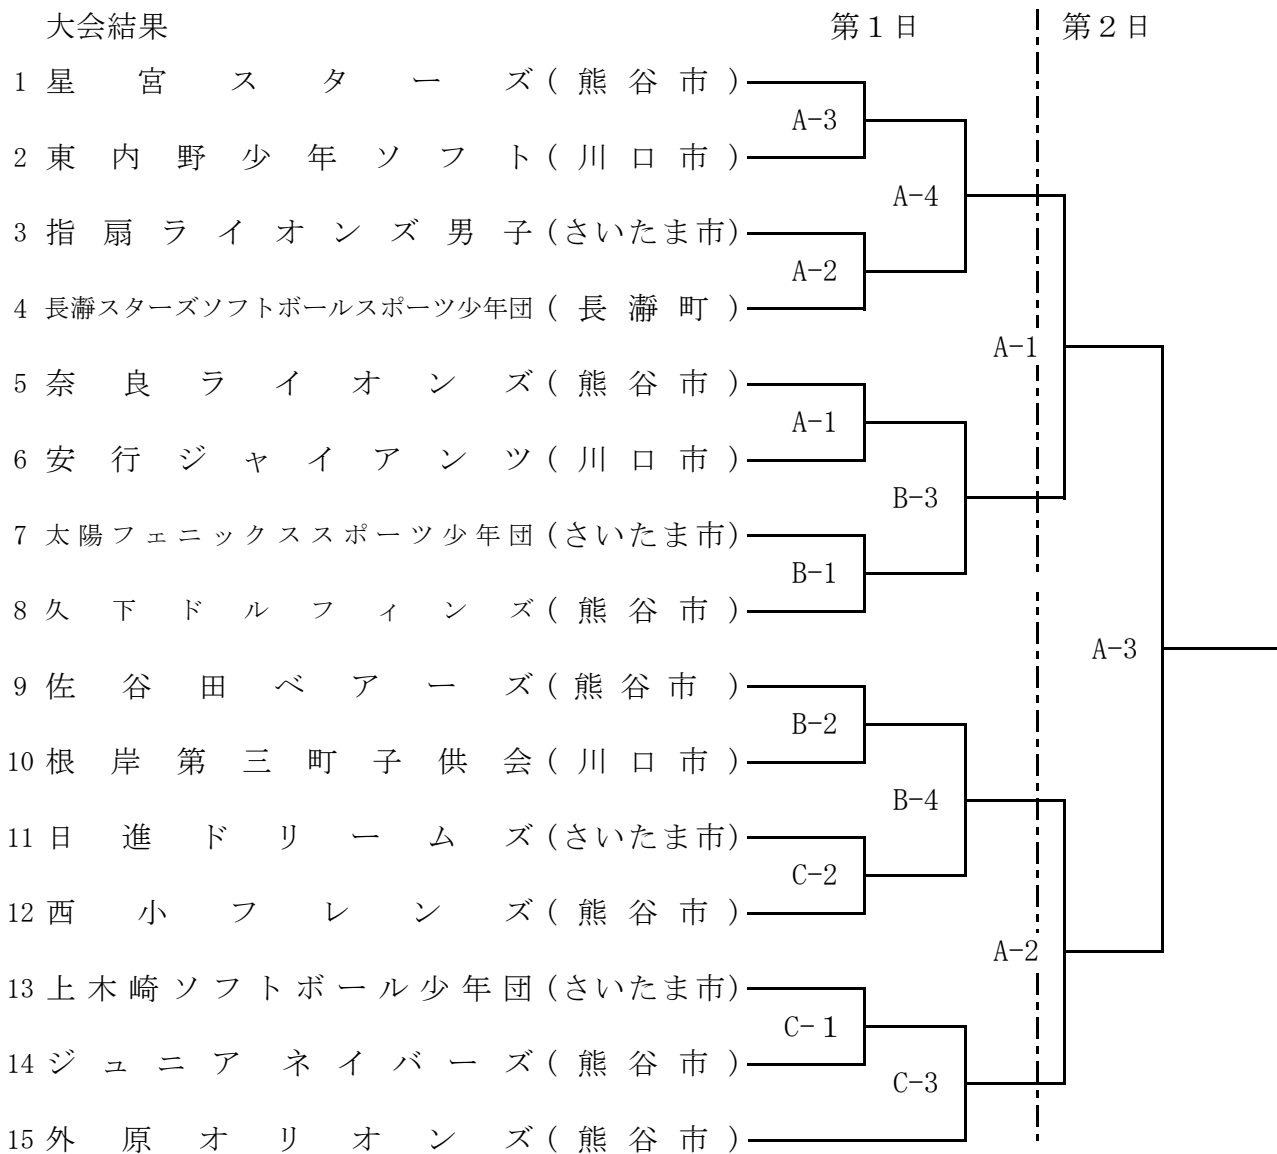 大会結果 第１日 第２日
1 星宮スターズ(熊谷市)
A-3
2 東内野少年ソフト(川口市)
A-4
3 指扇ライオンズ男子(さいたま市)
A-2
4 長瀞スターズソフトボールスポーツ少年団(長瀞町)
A-1
5 奈良ライオンズ(熊谷市)
A-1
6 安行ジャイアンツ(川口市)
B-3
7 太陽フェニックススポーツ少年団(さいたま市)
B-1
8 久下ドルフィンズ(熊谷市)
A-3
9 佐谷田ベアーズ(熊谷市)
B-2
10 根岸第三町子供会(川口市)
B-4
11 日進ドリームズ(さいたま市)
C-2
12 西小フレンズ(熊谷市)
A-2
13 上木崎ソフトボール少年団(さいたま市)
C-１
14 ジュニアネイバーズ(熊谷市)
C-3
15 外原オリオンズ(熊谷市)